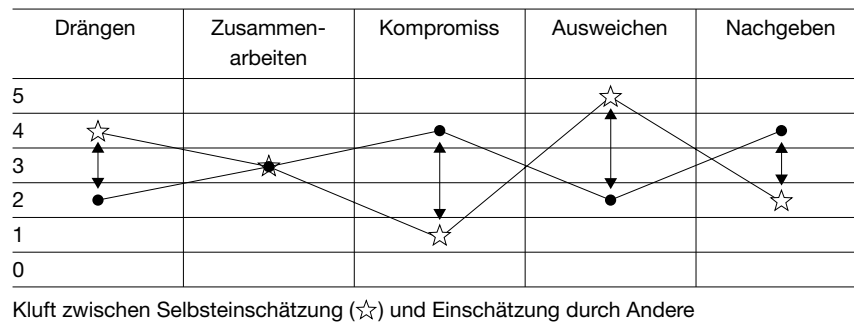 Drängen Zusammen- Kompromiss Ausweichen Nachgeben
arbeiten
5
4
3
2
1
0
Kluft zwischen Selbsteinschätzung (☆) und Einschätzung durch Andere